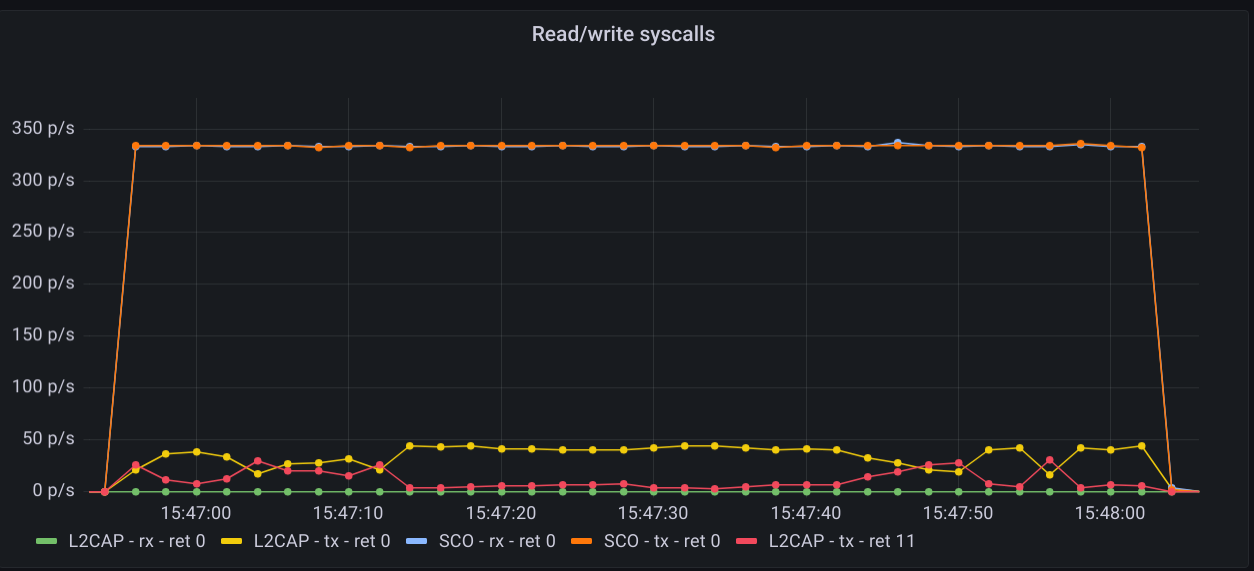 Read/write syscalls
350 p/s
300 p/s
250 p/s
200 p/s
150 p/s
100 p/s
50 p/s
0 p/s
15:47:00 15:47:10 15:47:20 15:47:30 15:47:40 15:47:50 15:48:00
L2CAP - rx - ret 0 L2CAP - tx - ret 0 SCO - rx - ret 0 SCO - tx - ret 0 L2CAP - tx - ret 11